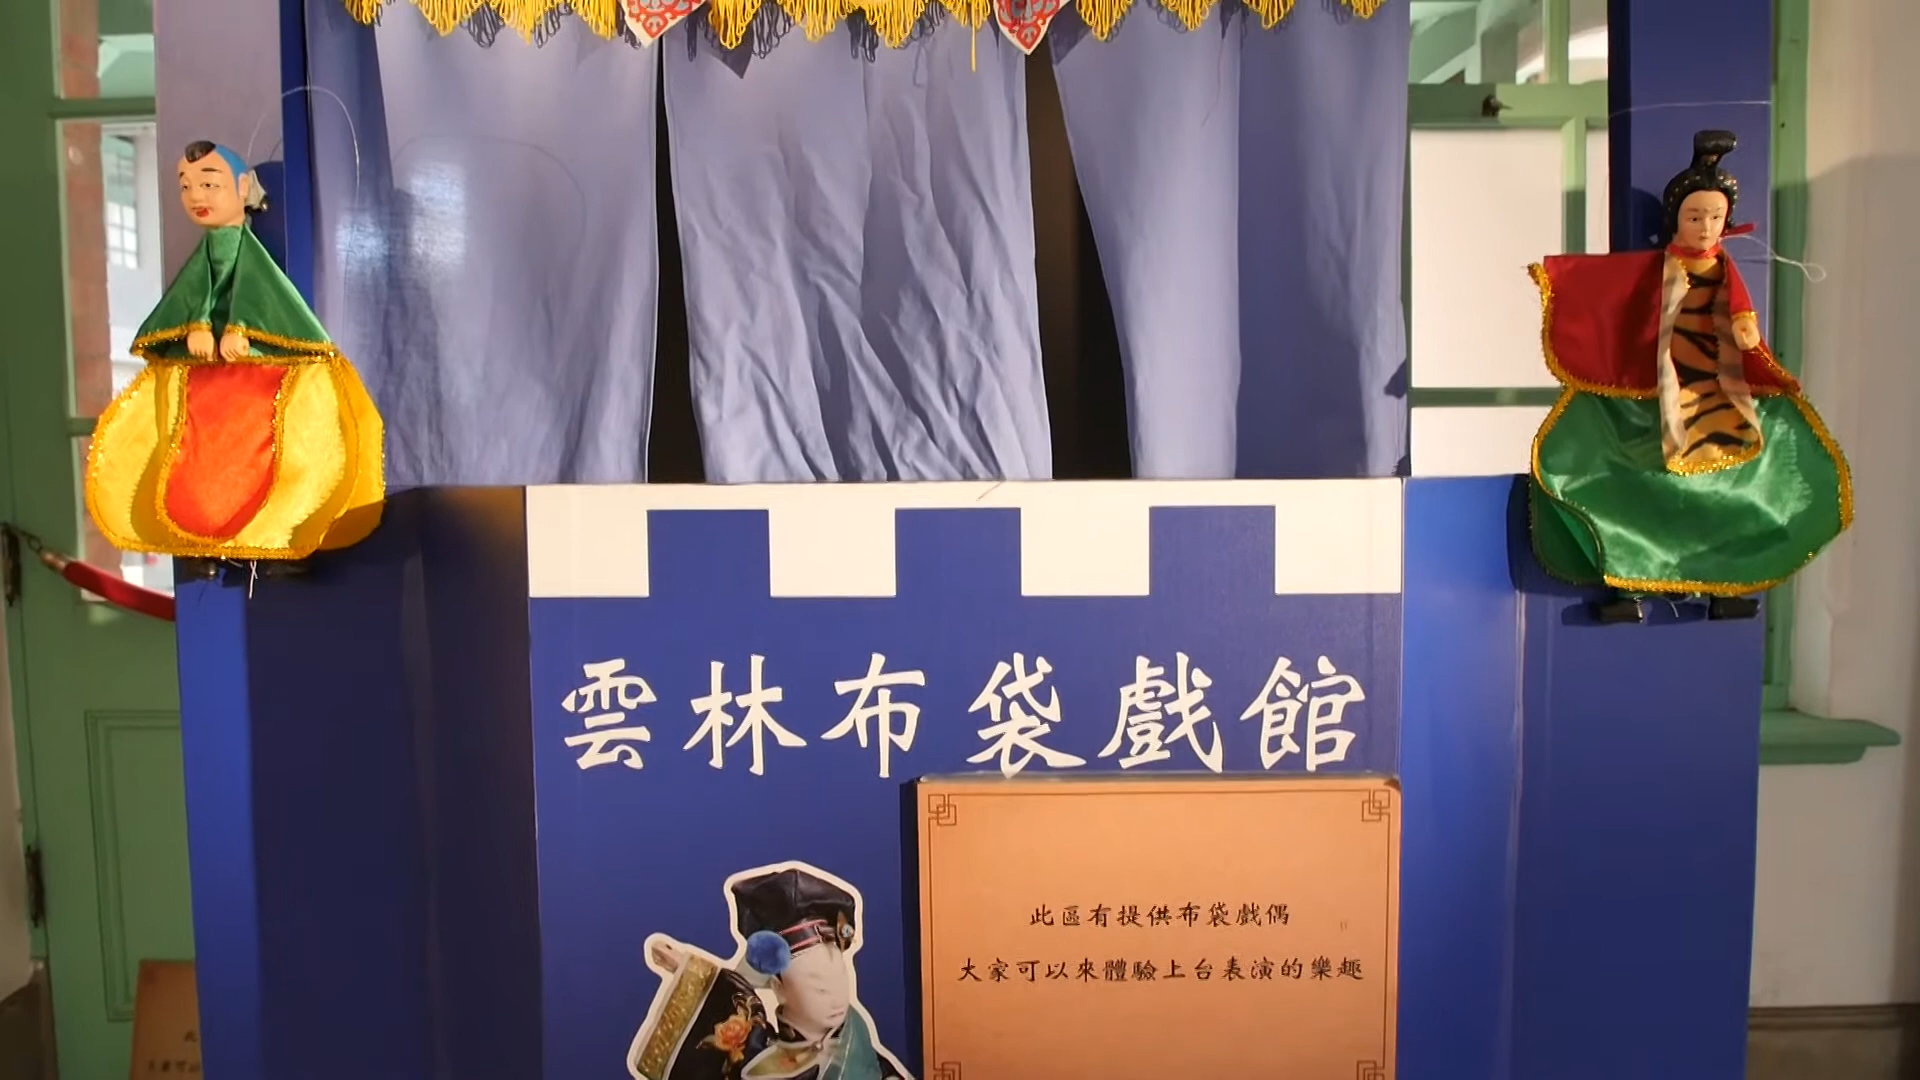 雲林布袋戲館
此區有提供布袋戲偶
大家可以來體驗上台表演的樂趣